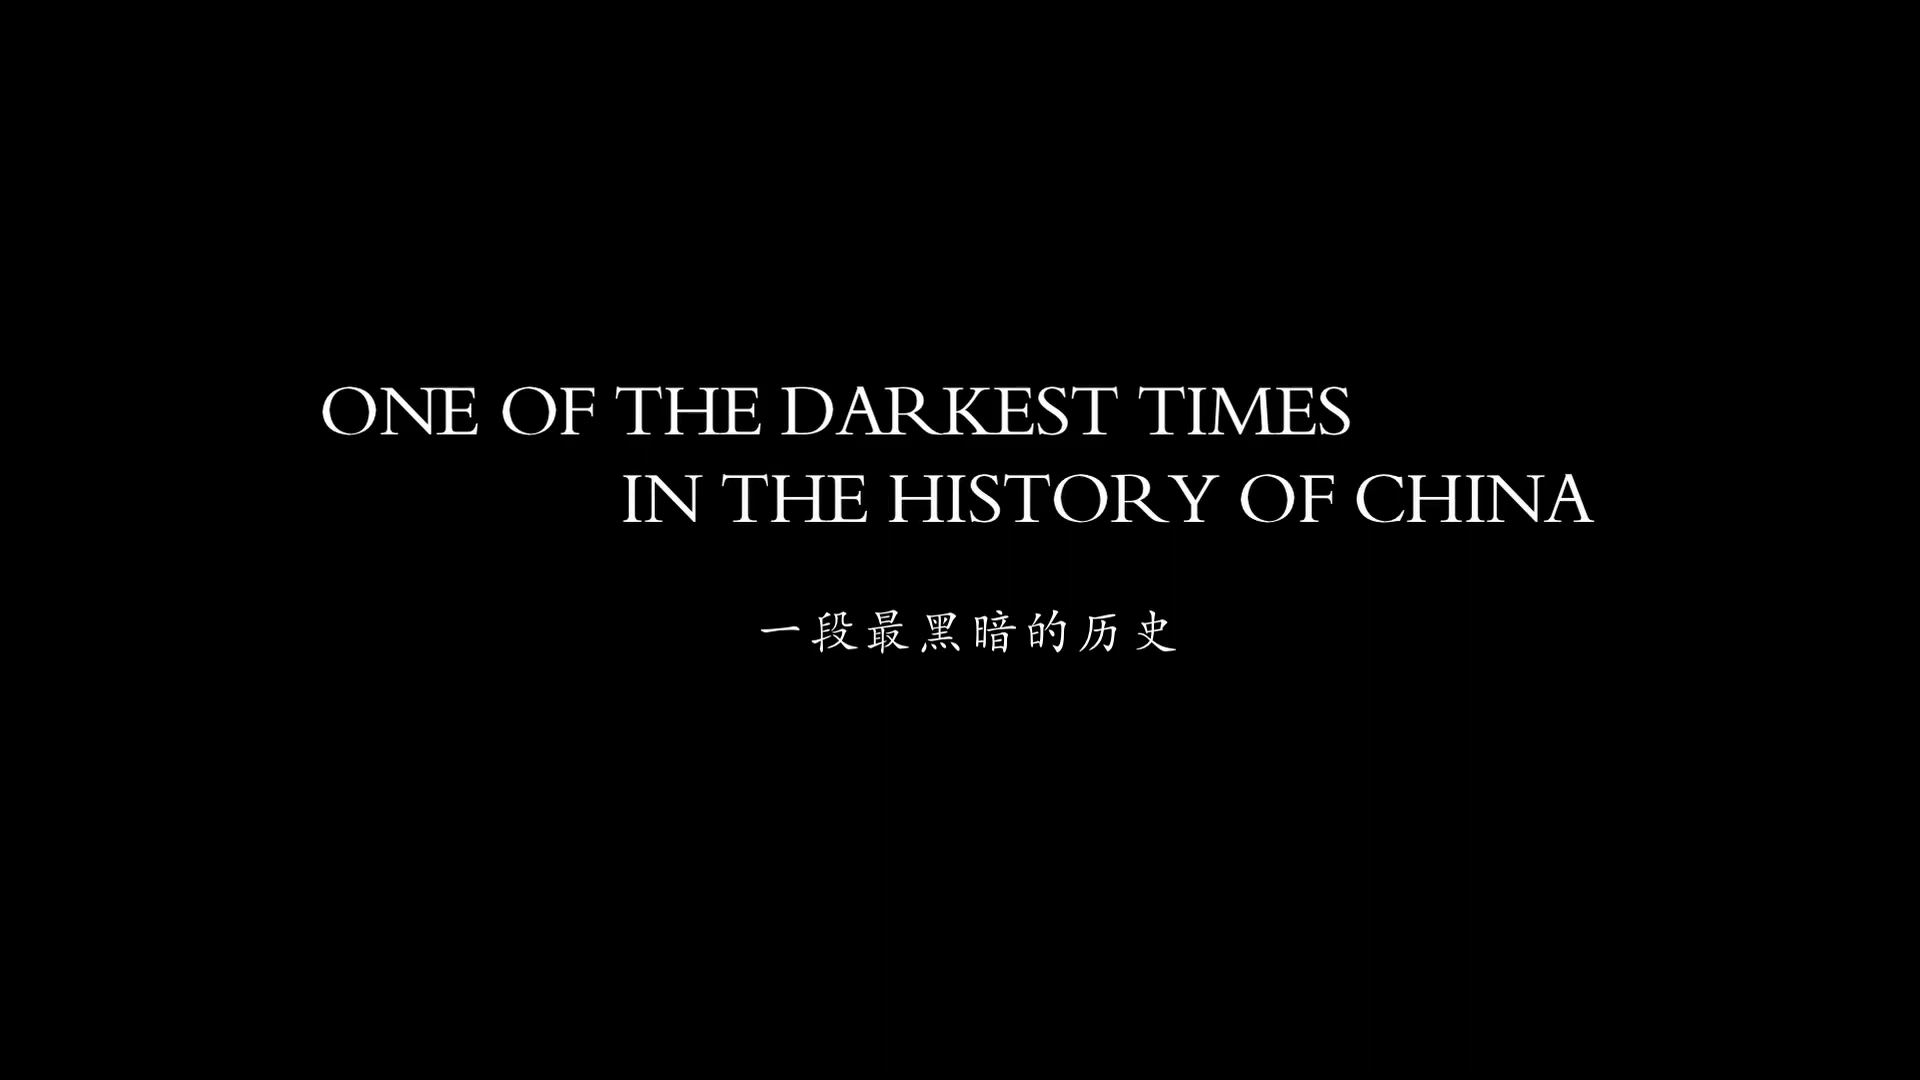 ONE OF THE DARKEST TIMES
IN THE HISTORY OF CHINA
一段最黑暗的历史